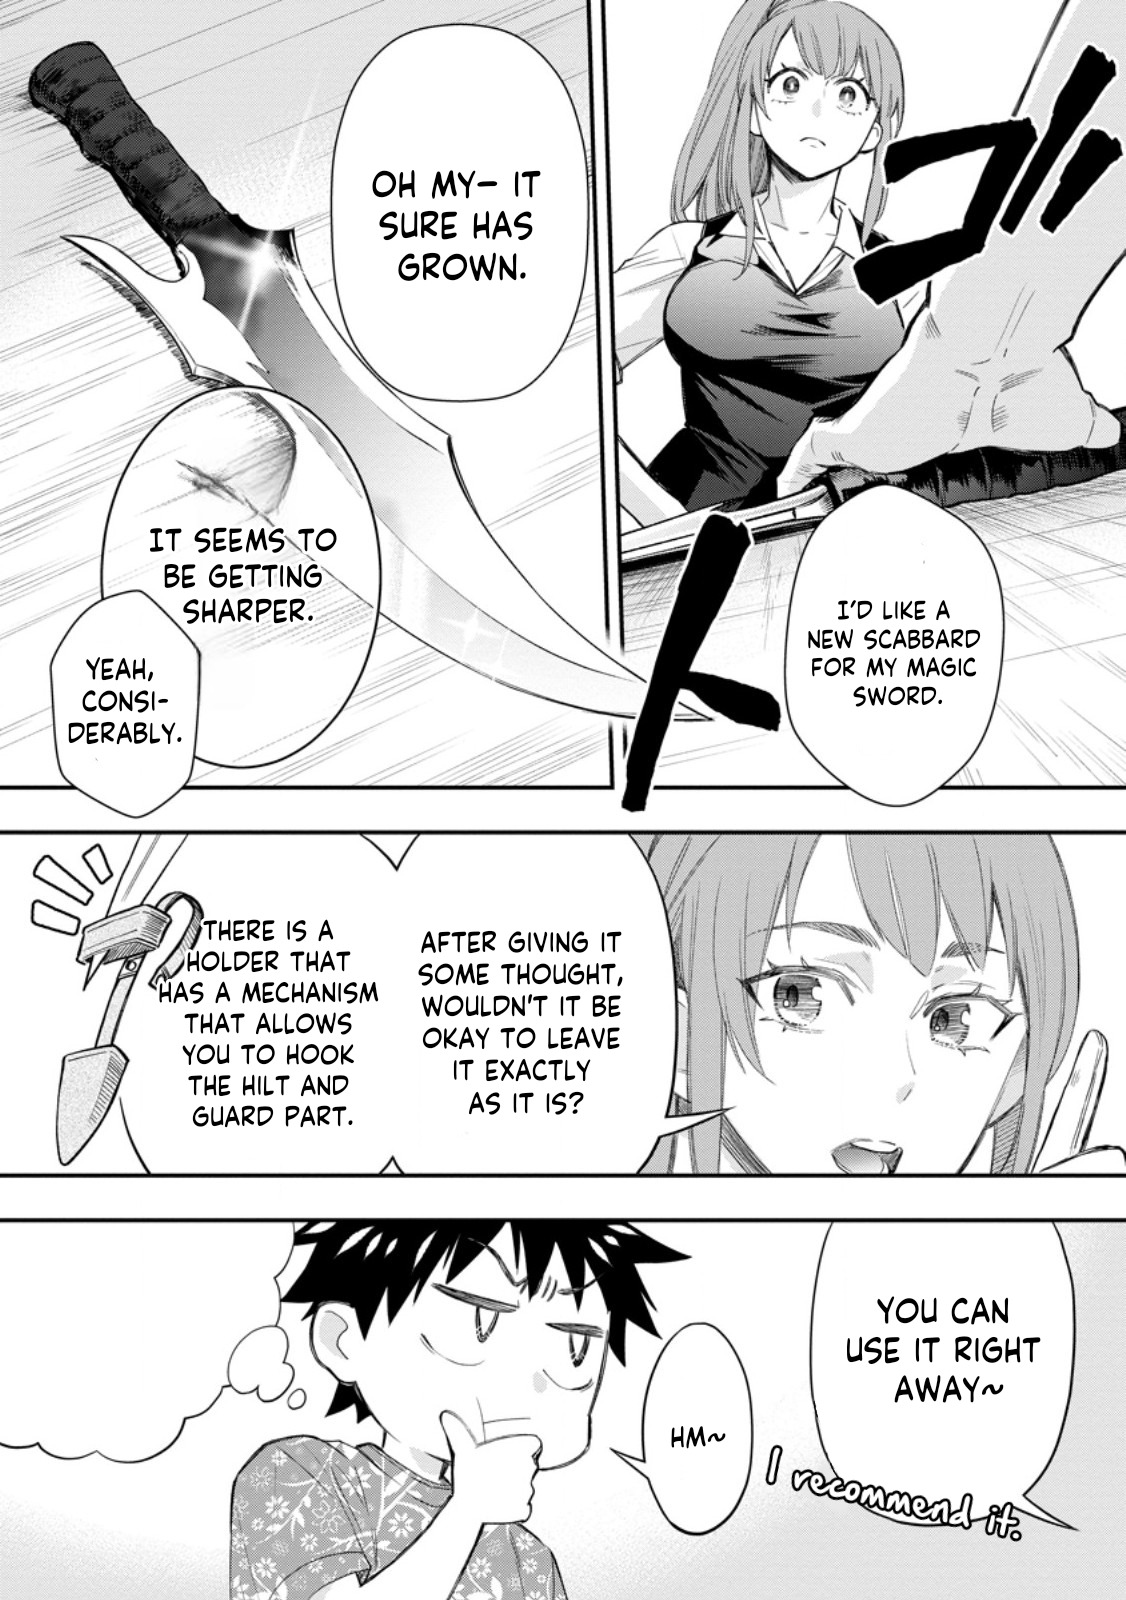 ゴ
ト
I'D LIKE A
NEW SCABBARD
FOR MY MAGIC
SWORD.
OH MY– IT
SURE HAS
GROWN.
IT SEEMS TO
BE GETTING
SHARPER.
YEAH,
CONSI-
DERABLY.
AFTER GIVING IT
SOME THOUGHT,
WOULDN'T IT BE
OKAY TO LEAVE
IT EXACTLY
AS IT IS?
THERE IS A
HOLDER THAT
HAS A MECHANISM
THAT ALLOWS
YOU TO HOOK
THE HILT AND
GUARD PART.
YOU CAN
USE IT RIGHT
AWAY~
I recommend it.
HM~